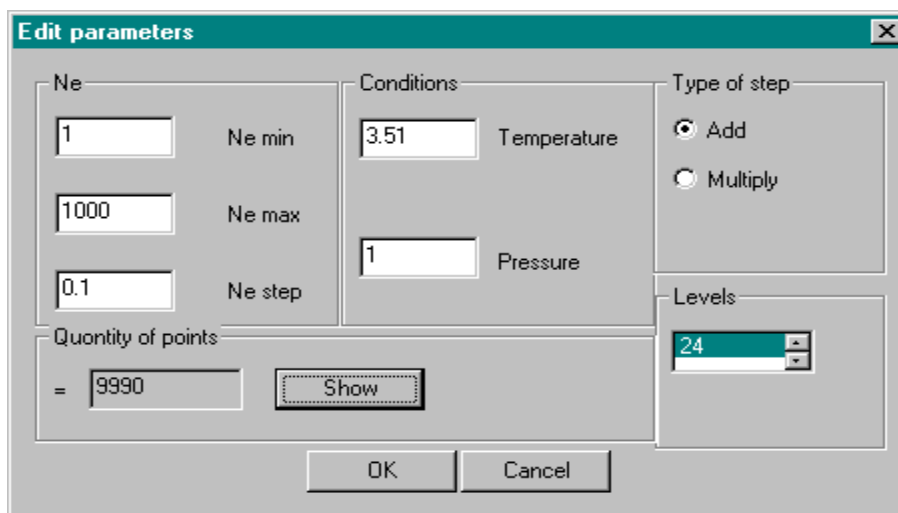 Edit parameters
Ne
1 Ne min
1000 Ne max
0.1 Ne step
Conditions
3.51 Temperature
1 Pressure
Type of step
Add
Multiply
Levels
24
Quontity of points
= 9990 Show
OK Cancel